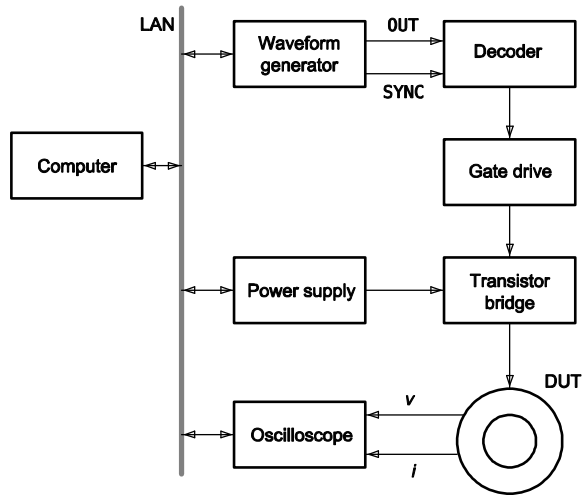 LAN
Waveform
generator
OUT
SYNC
Decoder
Computer
Gate drive
Power supply
Transistor
bridge
DUT
Oscilloscope
v
i